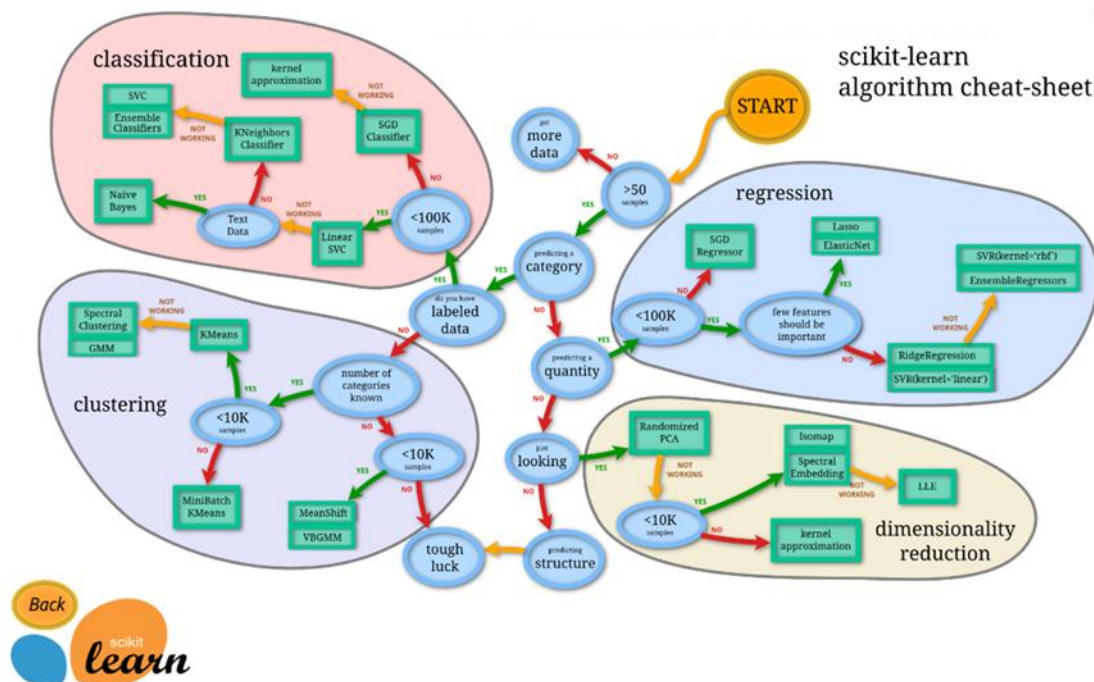 scikit-learn
algorithm cheat-sheet
START
get
more
data
NO
>50
samples
YES
predicting a
category
YES
NO
do you have
labeled
data
YES
NO
predicting a
quantity
YES
NO
just
looking
YES
NO
predicting
structure
tough
luck
classification
kernel
approximation
NOT
WORKING
SGD
Classifier
NO
<100K
samples
YES
Linear
SVC
NOT
WORKING
Text
Data
YES
Naive
Bayes
NO
KNeighbors
Classifier
NOT
WORKING
SVC
Ensemble
Classifiers
regression
<100K
samples
NO
SGD
Regressor
YES
few features
should be
important
YES
Lasso
ElasticNet
NO
RidgeRegression
SVR(kernel='linear')
NOT
WORKING
SVR(kernel='rbf')
EnsembleRegressors
clustering
number of
categories
known
YES
NO
<10K
samples
YES
KMeans
NOT
WORKING
Spectral
Clustering
GMM
NO
MiniBatch
KMeans
<10K
samples
YES
MeanShift
VBGMM
NO
dimensionality
reduction
Randomized
PCA
NOT
WORKING
<10K
samples
YES
Isomap
Spectral
Embedding
NOT
WORKING
LLE
NO
kernel
approximation
Back
scikit
learn